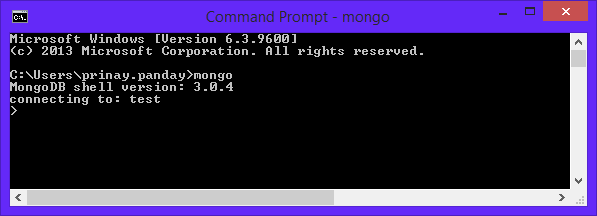 Command Prompt - mongo
Microsoft Windows [Version 6.3.9600]
(c) 2013 Microsoft Corporation. All rights reserved.
C:\Users\prinay.panday>mongo
MongoDB shell version: 3.0.4
connecting to: test
>